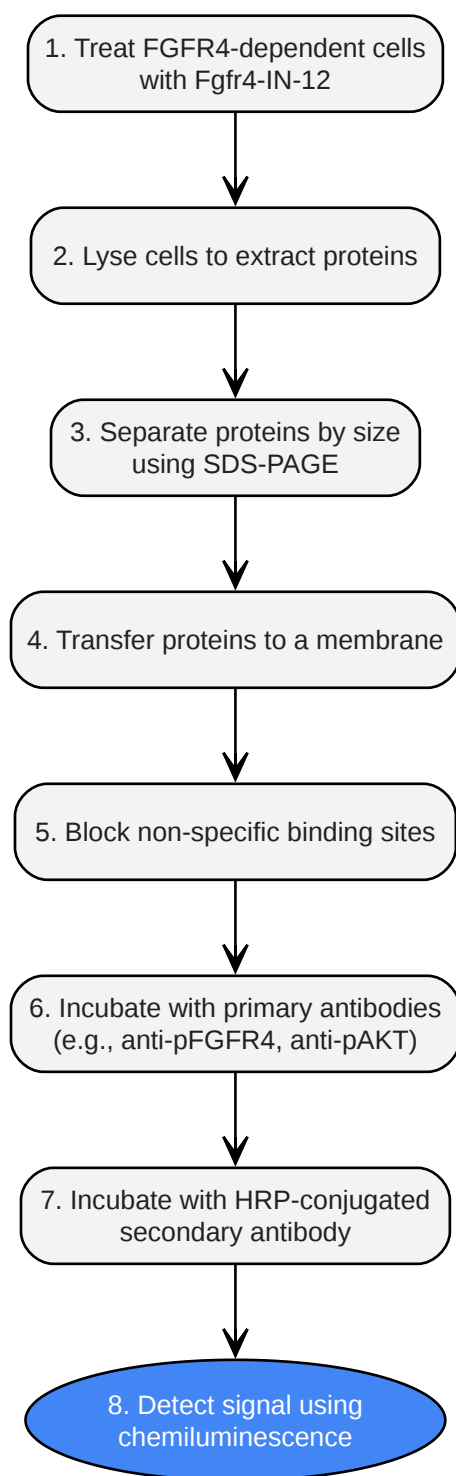 1. Treat FGFR4-dependent cells
with Fgfr4-IN-12
2. Lyse cells to extract proteins
3. Separate proteins by size
using SDS-PAGE
4. Transfer proteins to a membrane
5. Block non-specific binding sites
6. Incubate with primary antibodies
(e.g., anti-pFGFR4, anti-pAKT)
7. Incubate with HRP-conjugated
secondary antibody
8. Detect signal using
chemiluminescence